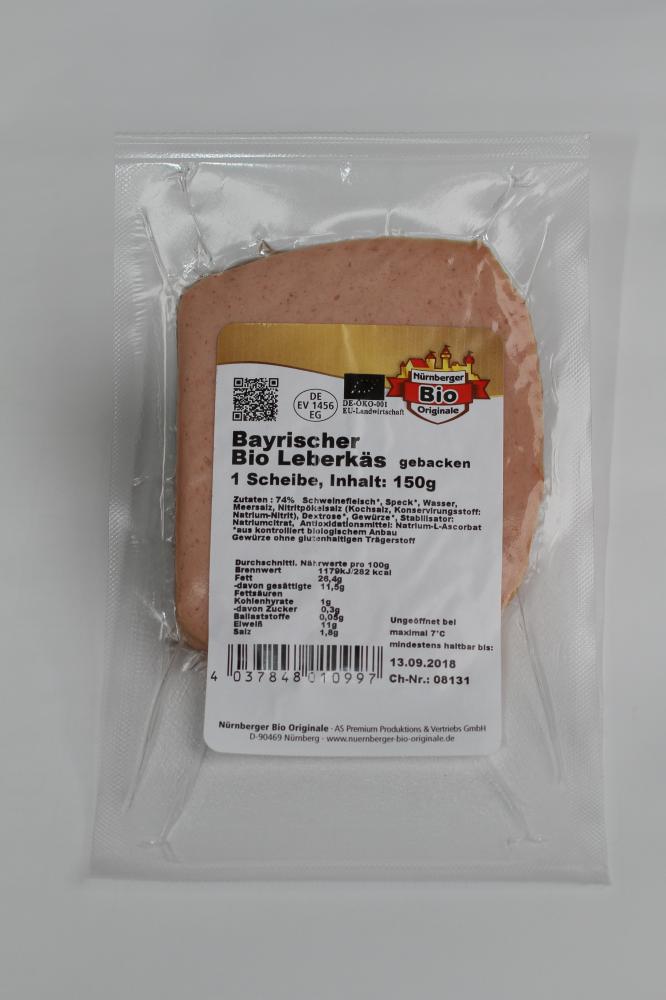 Nürnberger
Bio
Originale
DE
EV 1456
EG
DE-ÖKO-001
EU-Landwirtschaft
Bayrischer
Bio Leberkäs gebacken
1 Scheibe, Inhalt: 150g
Zutaten : 74% Schweinefleisch*, Speck*, Wasser,
Meersalz, Nitritpökelsalz (Kochsalz, Konservierungsstoff:
Natrium-Nitrit), Dextrose*, Gewürze*, Stabilisator:
Natriumcitrat, Antioxidationsmittel: Natrium-L-Ascorbat
*aus kontrolliert biologischem Anbau
Gewürze ohne glutenhaltigen Trägerstoff
Durchschnittl. Nährwerte pro 100g
Brennwert 1179kJ/282 kcal
Fett 26,4g
-davon gesättigte 11,5g
Fettsäuren
Kohlenhyrate 1g
-davon Zucker 0,3g
Ballaststoffe 0,05g
Eiweiß 11g
Salz 1,8g
Ungeöffnet bei
maximal 7°C
mindestens haltbar bis:
13.09.2018
Ch-Nr.: 08131
4 037848 010997
Nürnberger Bio Originale · AS Premium Produktions & Vertriebs GmbH
D-90469 Nürnberg · www.nuernberger-bio-originale.de